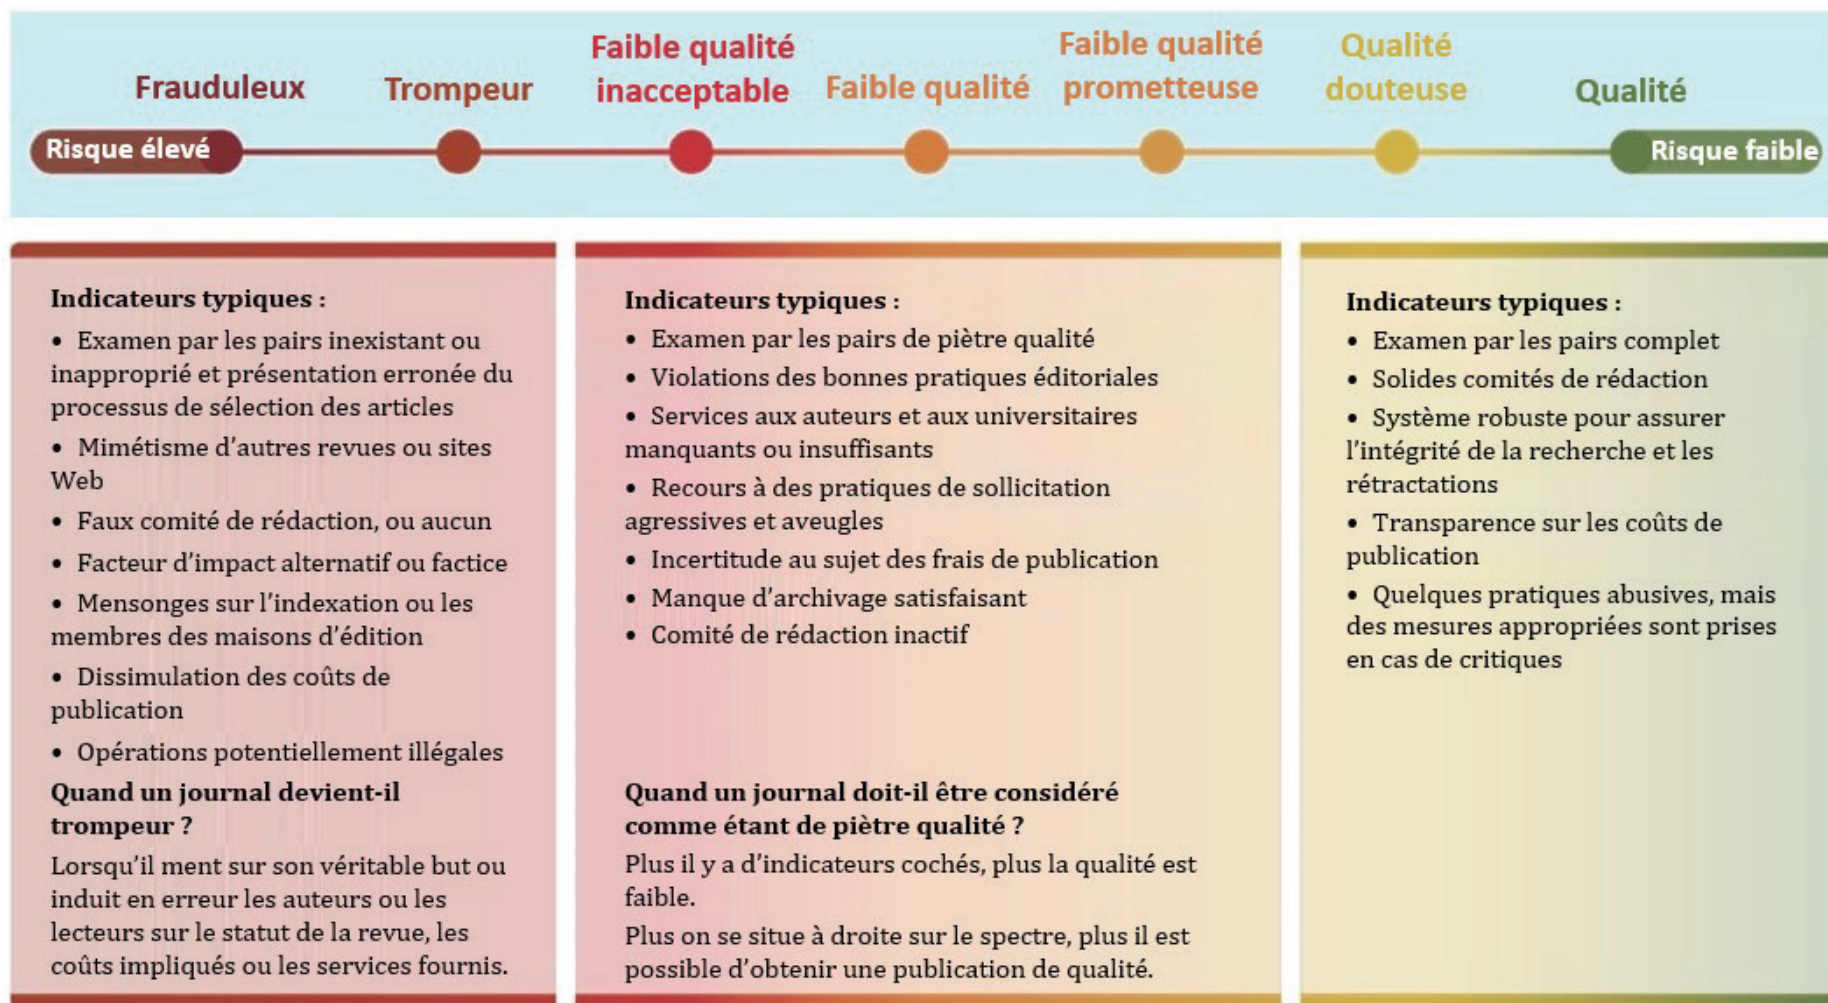 Frauduleux
Trompeur
Faible qualité
inacceptable
Faible qualité
Faible qualité
prometteuse
Qualité
douteuse
Qualité
Risque élevé
Risque faible
Indicateurs typiques :
• Examen par les pairs inexistant ou
inapproprié et présentation erronée du
processus de sélection des articles
• Mimétisme d'autres revues ou sites
Web
• Faux comité de rédaction, ou aucun
• Facteur d'impact alternatif ou factice
• Mensonges sur l'indexation ou les
membres des maisons d'édition
• Dissimulation des coûts de
publication
• Opérations potentiellement illégales
Quand un journal devient-il
trompeur ?
Lorsqu'il ment sur son véritable but ou
induit en erreur les auteurs ou les
lecteurs sur le statut de la revue, les
coûts impliqués ou les services fournis.
Indicateurs typiques :
• Examen par les pairs de piètre qualité
• Violations des bonnes pratiques éditoriales
• Services aux auteurs et aux universitaires
manquants ou insuffisants
• Recours à des pratiques de sollicitation
agressives et aveugles
• Incertitude au sujet des frais de publication
• Manque d'archivage satisfaisant
• Comité de rédaction inactif
Quand un journal doit-il être considéré
comme étant de piètre qualité ?
Plus il y a d'indicateurs cochés, plus la qualité est
faible.
Plus on se situe à droite sur le spectre, plus il est
possible d'obtenir une publication de qualité.
Indicateurs typiques :
• Examen par les pairs complet
• Solides comités de rédaction
• Système robuste pour assurer
l'intégrité de la recherche et les
rétractations
• Transparence sur les coûts de
publication
• Quelques pratiques abusives, mais
des mesures appropriées sont prises
en cas de critiques